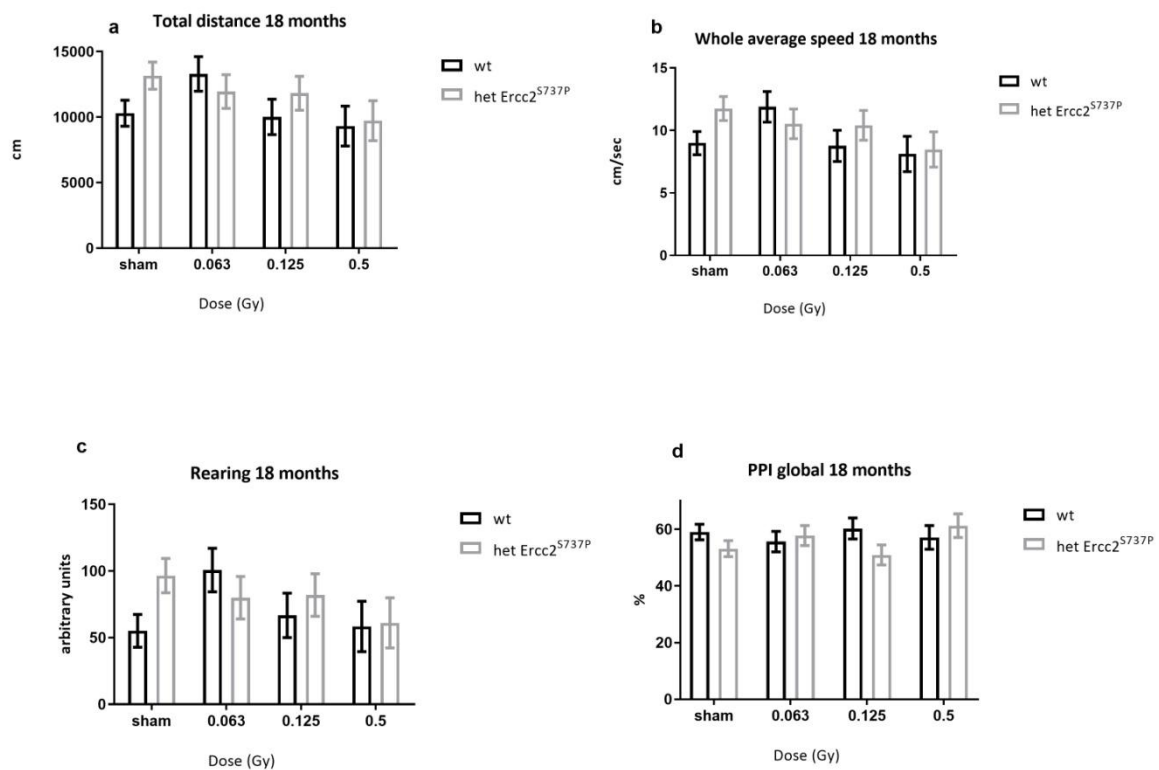 a
Total distance 18 months
15000
10000
5000
0
cm
sham 0.063 0.125 0.5
Dose (Gy)
wt
het Ercc2S737P
b
Whole average speed 18 months
15
10
5
0
cm/sec
sham 0.063 0.125 0.5
Dose (Gy)
wt
het Ercc2S737P
c
Rearing 18 months
150
100
50
0
arbitrary units
sham 0.063 0.125 0.5
Dose (Gy)
wt
het Ercc2S737P
d
PPI global 18 months
60
40
20
0
%
sham 0.063 0.125 0.5
Dose (Gy)
wt
het Ercc2S737P